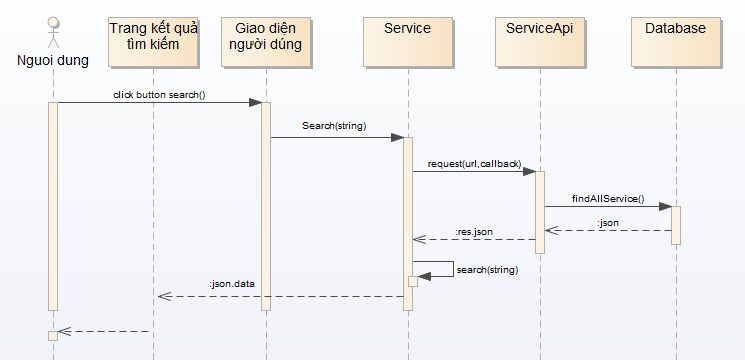 Nguoi dung
Trang kết quả
tìm kiếm
Giao diện
người dúng
Service
ServiceApi
Database
click button search()
Search(string)
request(url,callback)
findAllService()
:json
:res.json
search(string)
:json.data